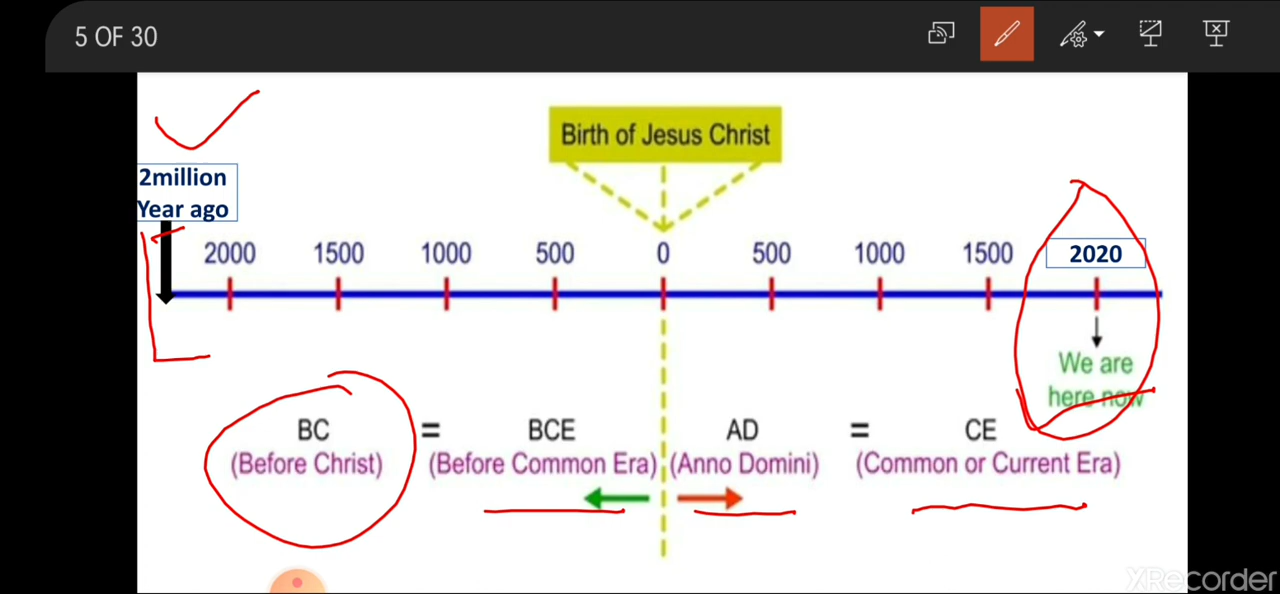 5 OF 30
Birth of Jesus Christ
2million
Year ago
2000 1500 1000 500 0 500 1000 1500 2020
We are
here now
BC = BCE AD = CE
(Before Christ) (Before Common Era) (Anno Domini) (Common or Current Era)
XRecorder